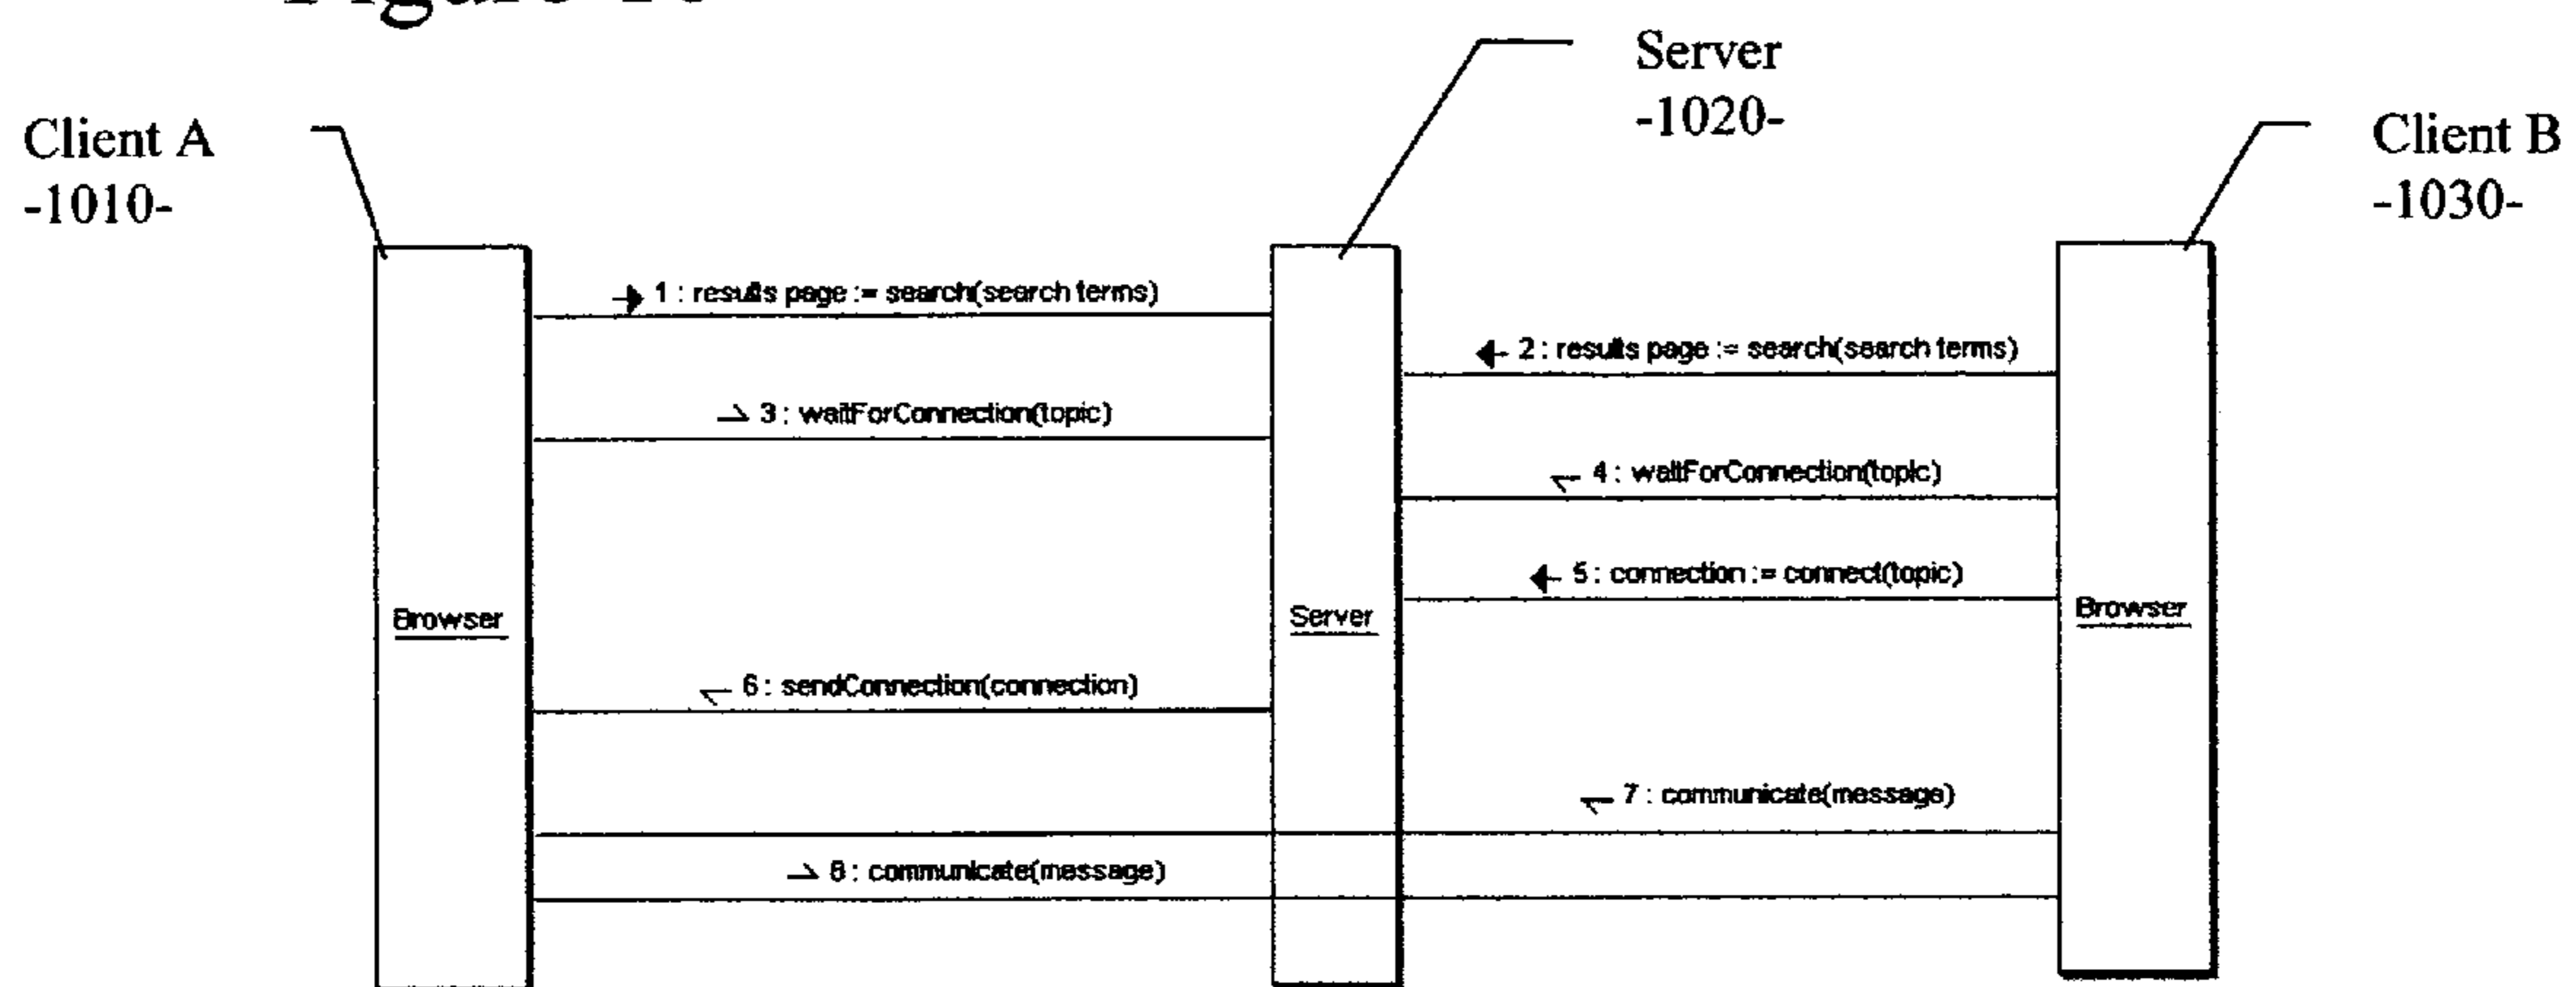 Server
-1020-
Client A
-1010-
Client B
-1030-
1 : results page := search(search terms)
2 : results page := search(search terms)
3 : waitForConnection(topic)
4 : waitForConnection(topic)
5 : connection := connect(topic)
Browser
Server
Browser
6 : sendConnection(connection)
7 : communicate(message)
8 : communicate(message)